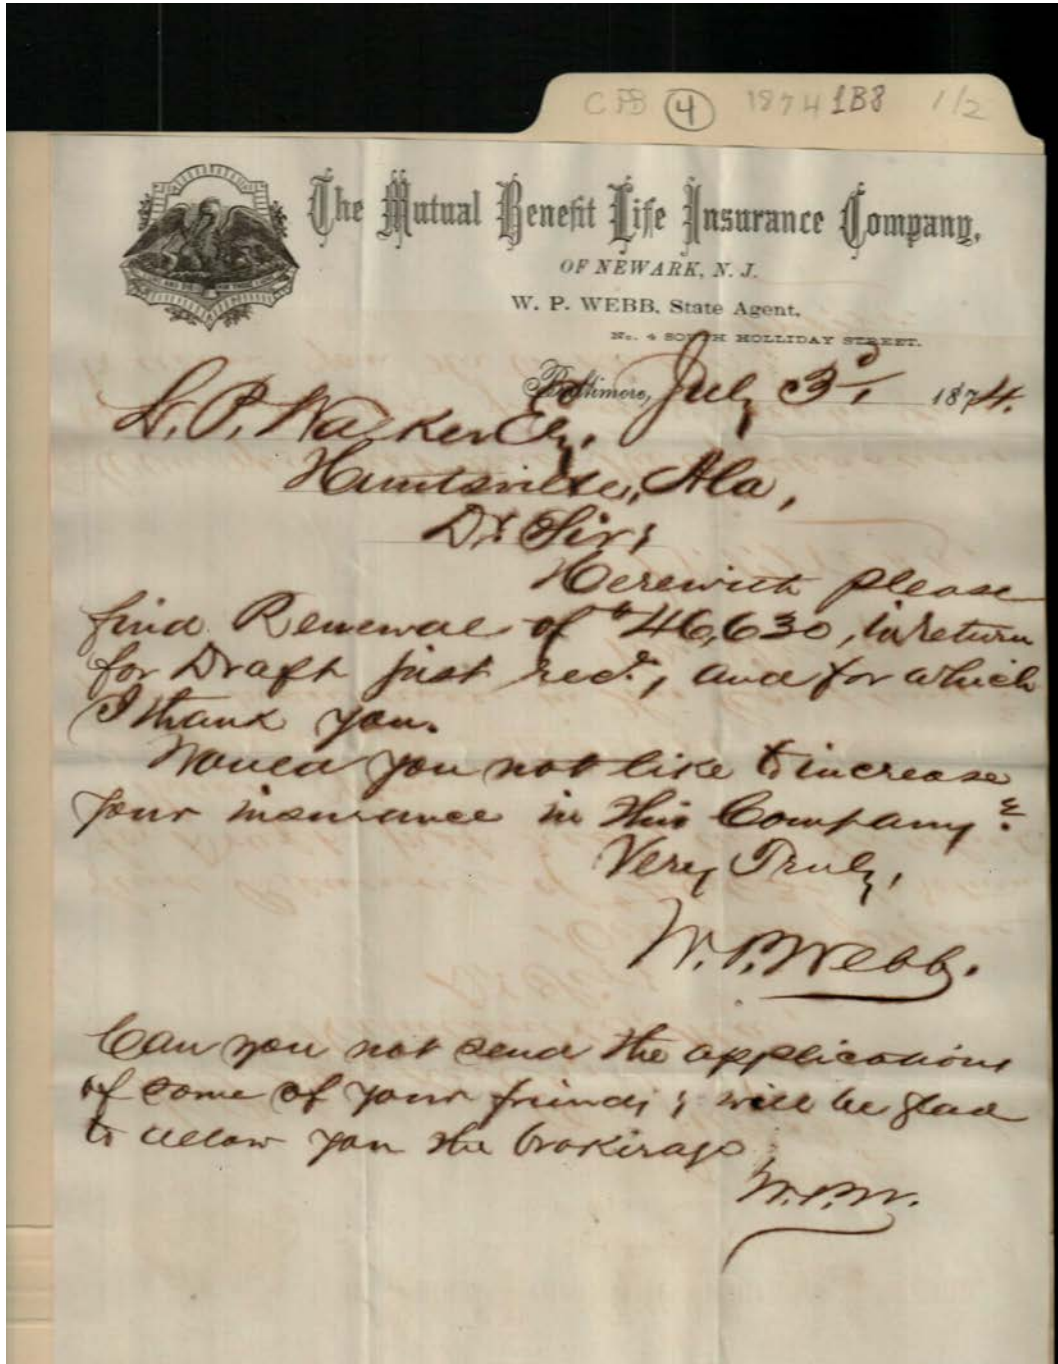 CFB 4 1874 1B8 1/2
The Mutual Benefit Life Insurance Company,
OF NEWARK, N. J.
W. P. WEBB, State Agent,
No. 4 SOUTH HOLLIDAY STREET.
Baltimore, July 3d, 1874.
L. P. Walker Esq.
Huntsville, Ala,
Dr Sir;
Herewith please
find Renewal of # 46,630, in return
for Draft just recd., and for which
I thank you.
Would you not like to increase
your insurance in this Company?
Very Truly,
W. P. Webb.
Can you not send the applications
of some of your friends; will be glad
to allow you the brokirage
W.P.W.